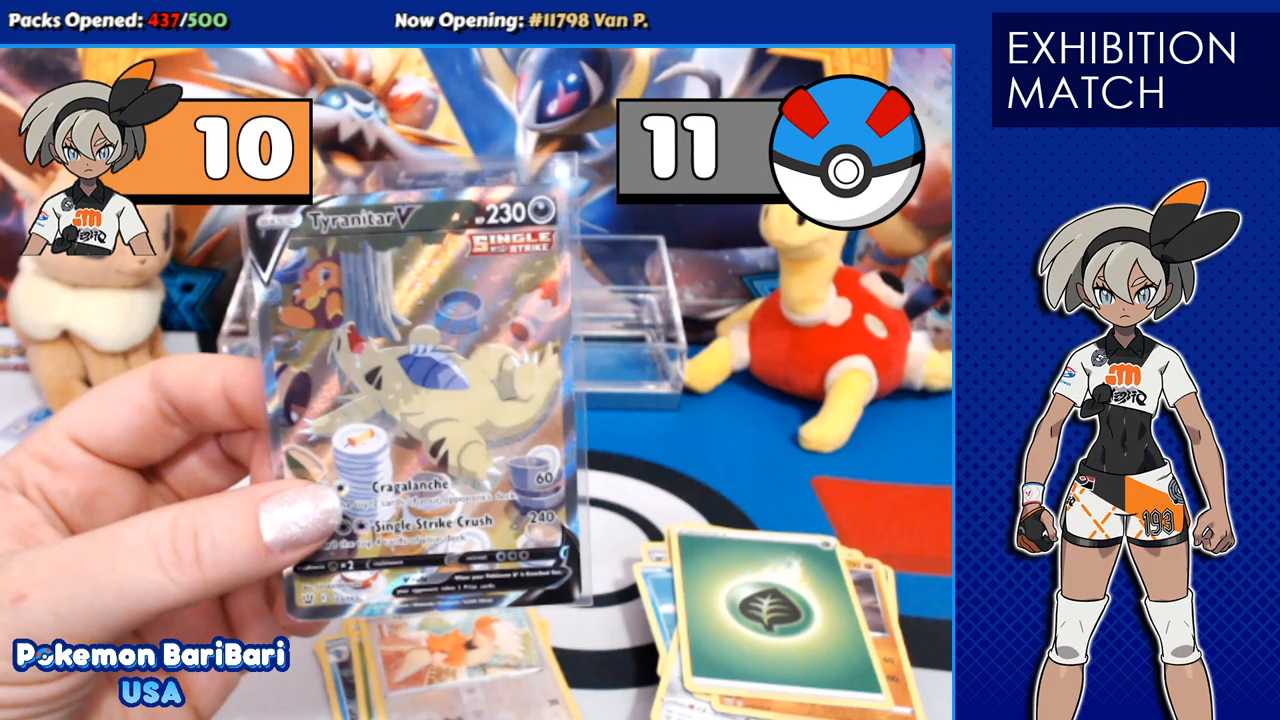 Packs Opened: 437/500
Now Opening: #11798 Van P.
EXHIBITION
MATCH
10
11
Tyranitar V
230
SINGLE
STRIKE
Cragalanche
60
Single Strike Crush
240
193
Pokemon BariBari
USA